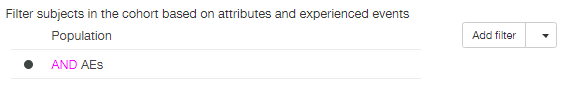 Filter subjects in the cohort based on attributes and experienced events
Population
Add filter
AND AEs